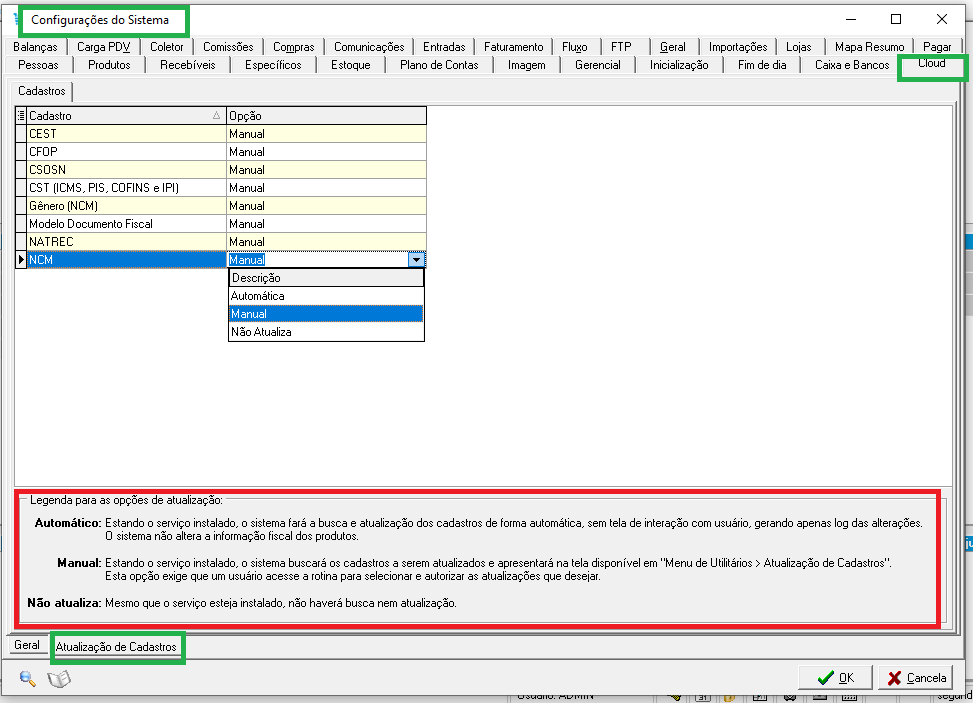 Configurações do Sistema
Balanças Carga PDV Coletor Comissões Compras Comunicações Entradas Faturamento Fluxo FTP Geral Importações Lojas Mapa Resumo Pagar
Pessoas Produtos Recebíveis Específicos Estoque Plano de Contas Imagem Gerencial Inicialização Fim de dia Caixa e Bancos Cloud
Cadastros
Cadastro Opção
CEST Manual
CFOP Manual
CSOSN Manual
CST (ICMS, PIS, COFINS e IPI) Manual
Gênero (NCM) Manual
Modelo Documento Fiscal Manual
NATREC Manual
NCM Manual
Descrição
Automática
Manual
Não Atualiza
Legenda para as opções de atualização:
Automático: Estando o serviço instalado, o sistema fará a busca e atualização dos cadastros de forma automática, sem tela de interação com usuário, gerando apenas log das alterações.
O sistema não altera a informação fiscal dos produtos.
Manual: Estando o serviço instalado, o sistema buscará os cadastros a serem atualizados e apresentará na tela disponível em "Menu de Utilitários > Atualização de Cadastros".
Esta opção exige que um usuário acesse a rotina para selecionar e autorizar as atualizações que desejar.
Não atualiza: Mesmo que o serviço esteja instalado, não haverá busca nem atualização.
Geral Atualização de Cadastros
OK Cancela
Usuário: ADMIN